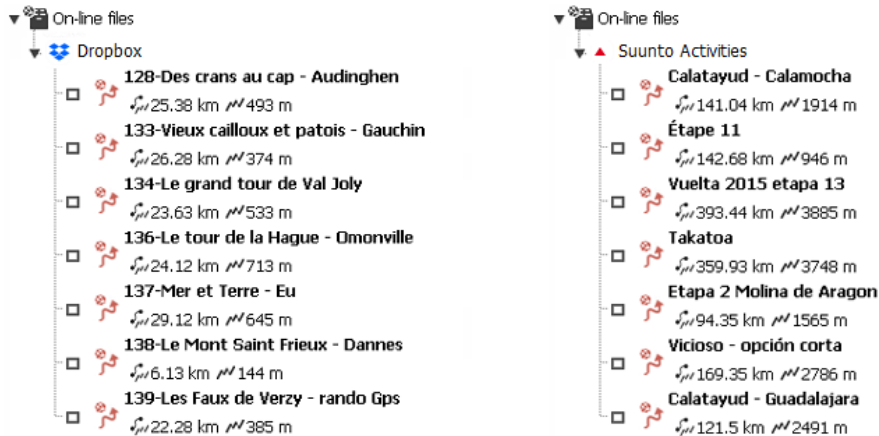 On-line files
Dropbox
128-Des crans au cap - Audinghen
25.38 km 493 m
133-Vieux cailloux et patois - Gauchin
26.28 km 374 m
134-Le grand tour de Val Joly
23.63 km 533 m
136-Le tour de la Hague - Omonville
24.12 km 713 m
137-Mer et Terre - Eu
29.12 km 645 m
138-Le Mont Saint Frieux - Dannes
6.13 km 144 m
139-Les Faux de Verzy - rando Gps
22.28 km 385 m
On-line files
Suunto Activities
Calatayud - Calamocha
141.04 km 1914 m
Étape 11
142.68 km 946 m
Vuelta 2015 etapa 13
393.44 km 3885 m
Takatoa
359.93 km 3748 m
Etapa 2 Molina de Aragon
94.35 km 1565 m
Vicioso - opción corta
169.35 km 2786 m
Calatayud - Guadalajara
121.5 km 2491 m